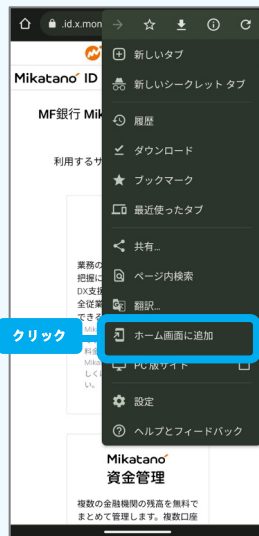 .id.x.mon
Mikatano ID
MF銀行 Mik
利用するサ
新しいタブ
新しいシークレット タブ
履歴
ダウンロード
ブックマーク
最近使ったタブ
共有...
ページ内検索
翻訳...
ホーム画面に追加
PC 版サイト
設定
ヘルプとフィードバック
クリック
業務の
把握に
DX支援
全従業
できる
Mikatano
資金管理
複数の金融機関の残高を無料で
まとめて管理します。複数口座